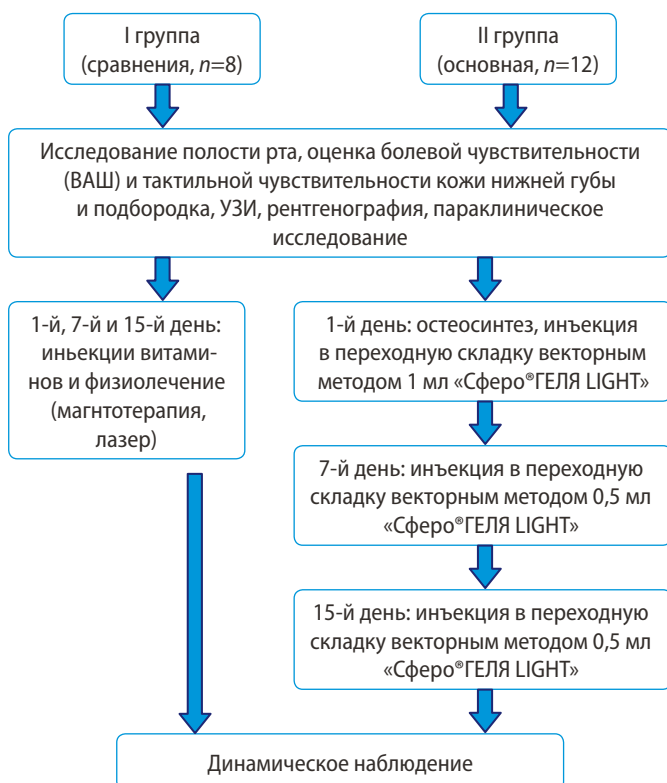 I группа
(сравнения, n=8)
II группа
(основная, n=12)
Исследование полости рта, оценка болевой чувствительности
(ВАШ) и тактильной чувствительности кожи нижней губы
и подбородка, УЗИ, рентгенография, параклиническое
исследование
1-й, 7-й и 15-й день:
иньекции витами-
нов и физиолечение
(магнтотерапия,
лазер)
1-й день: остеосинтез, инъекция
в переходную складку векторным
методом 1 мл «Сферо®ГЕЛЯ LIGHT»
7-й день: инъекция в переходную
складку векторным методом 0,5 мл
«Сферо®ГЕЛЯ LIGHT»
15-й день: инъекция в переходную
складку векторным методом 0,5 мл
«Сферо®ГЕЛЯ LIGHT»
Динамическое наблюдение